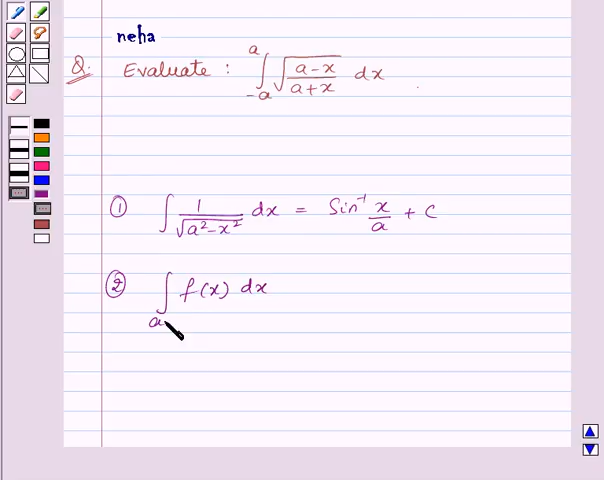 neha
Q. Evaluate : ∫_{-a}^{a} √((a-x)/(a+x)) dx
① ∫ 1/√(a²-x²) dx = Sin⁻¹ x/a + C
② ∫_{a} f(x) dx